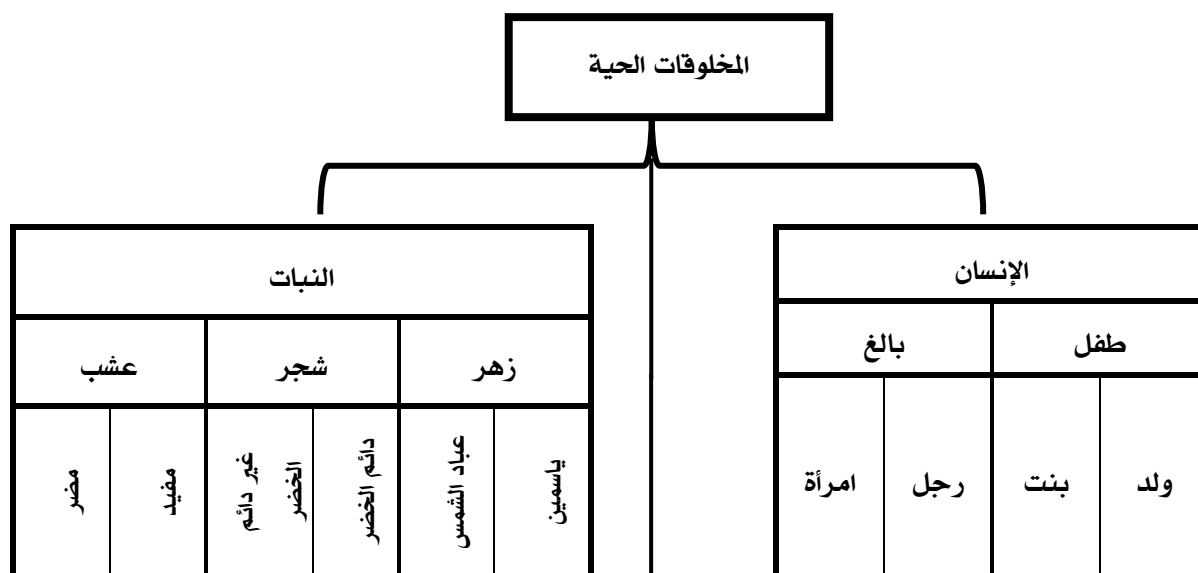 المخلوقات الحية
الإنسان
طفل
بالغ
ولد
بنت
رجل
امرأة
النبات
زهر
شجر
عشب
ياسمين
عباد الشمس
دائم الخضر
غير دائم
الخضر
مفيد
مضر